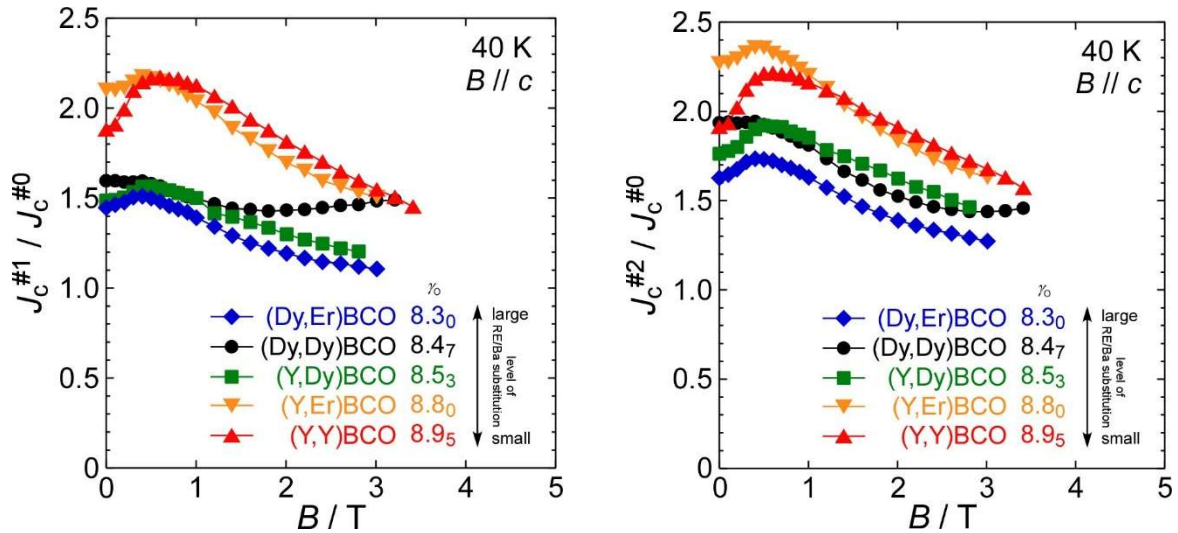 2.5
2.0
1.5
1.0
0.5
0
0 1 2 3 4 5
Jc#1 / Jc#0
B / T
40 K
B // c
γo
(Dy,Er)BCO 8.30
(Dy,Dy)BCO 8.47
(Y,Dy)BCO 8.53
(Y,Er)BCO 8.80
(Y,Y)BCO 8.95
large
level of
RE/Ba substitution
small
2.5
2.0
1.5
1.0
0.5
0
0 1 2 3 4 5
Jc#2 / Jc#0
B / T
40 K
B // c
γo
(Dy,Er)BCO 8.30
(Dy,Dy)BCO 8.47
(Y,Dy)BCO 8.53
(Y,Er)BCO 8.80
(Y,Y)BCO 8.95
large
level of
RE/Ba substitution
small